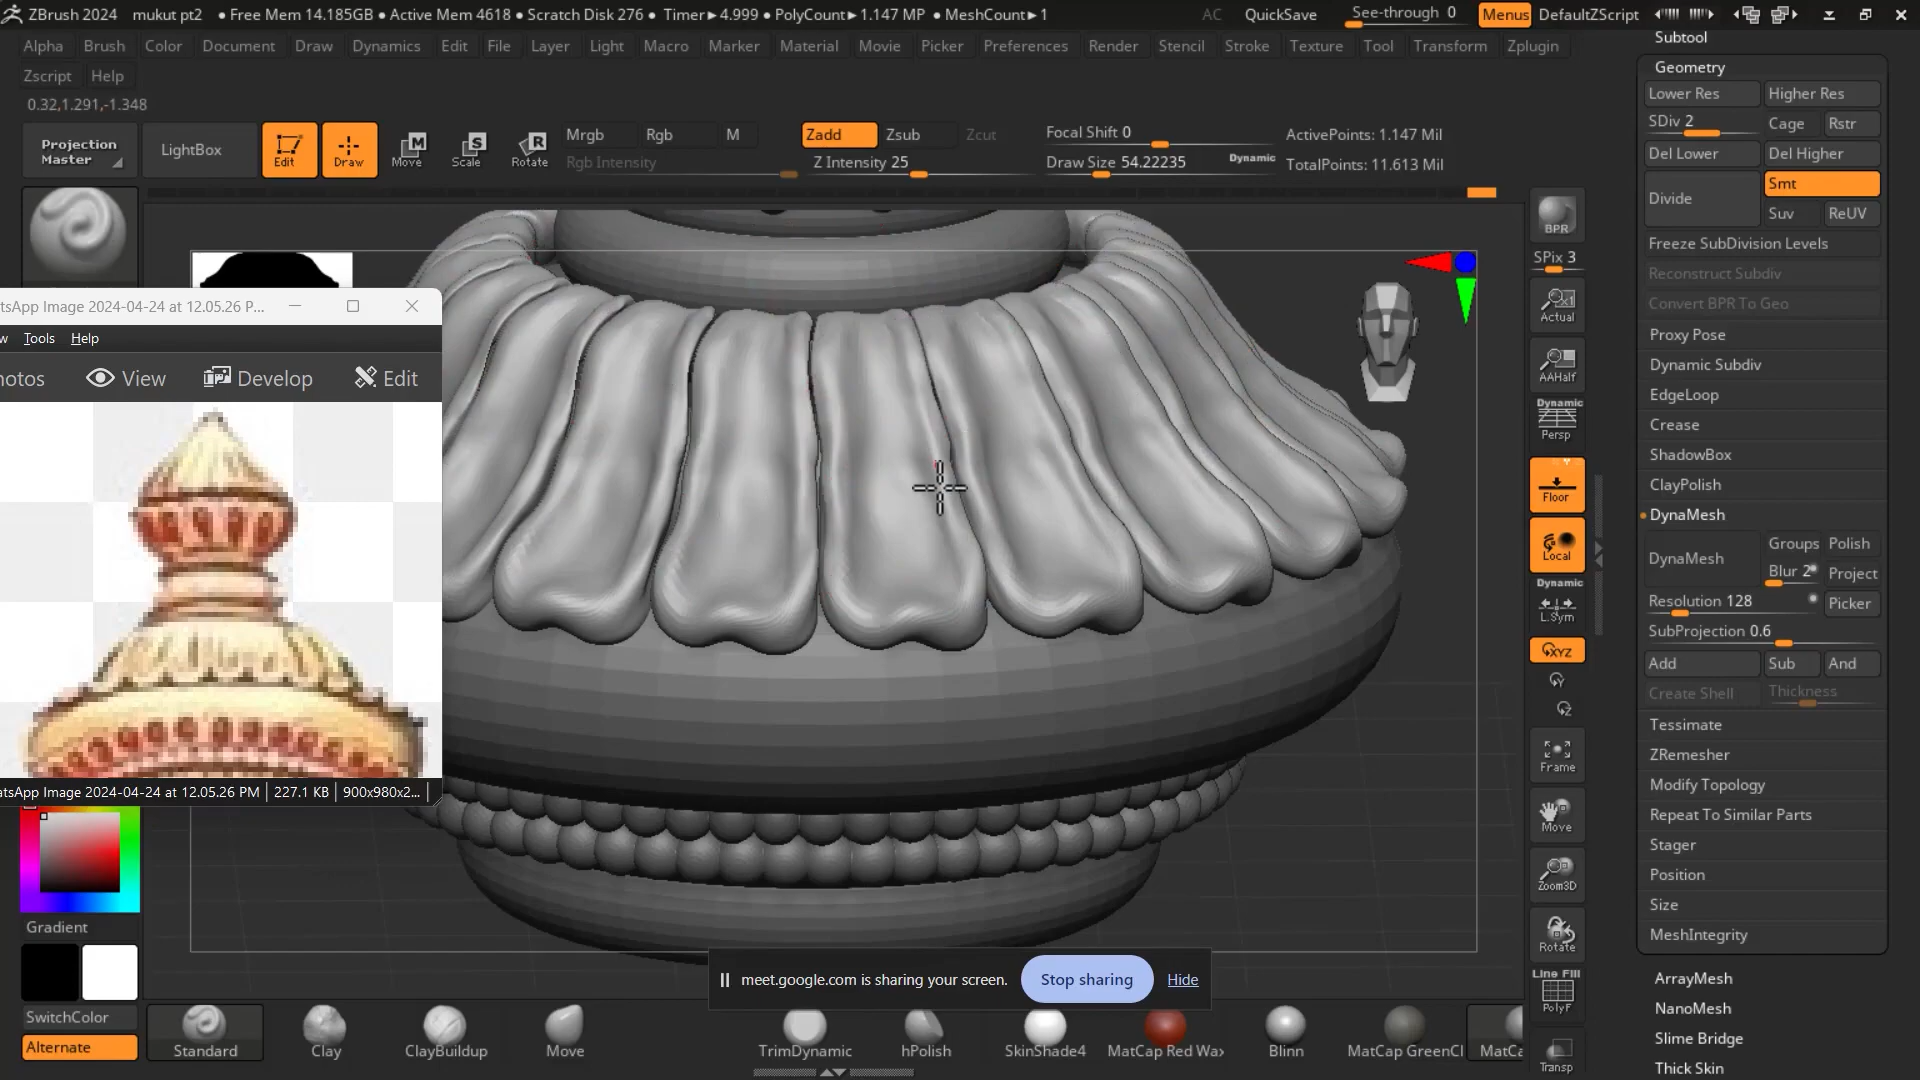 ZBrush 2024 mukut pt2 • Free Mem 14.185GB • Active Mem 4618 • Scratch Disk 276 • Timer►4.999 • PolyCount►1.147 MP • MeshCount►1 AC QuickSave See-through 0 Menus DefaultZScript
Alpha Brush Color Document Draw Dynamics Edit File Layer Light Macro Marker Material Movie Picker Preferences Render Stencil Stroke Texture Tool Transform Zplugin
Zscript Help
0.32,1.291,-1.348
Projection Master
LightBox
Edit
Draw
Move
Scale
Rotate
Mrgb Rgb M
Rgb Intensity
Zadd Zsub Zcut
Z Intensity 25
Focal Shift 0
Draw Size 54.22235 Dynamic
ActivePoints: 1.147 Mil
TotalPoints: 11.613 Mil
tsApp Image 2024-04-24 at 12.05.26 P...
w Tools Help
hotos View Develop Edit
atsApp Image 2024-04-24 at 12.05.26 PM 227.1 KB 900x980x2...
Gradient
SwitchColor
Alternate
Standard
Clay
ClayBuildup
Move
TrimDynamic
hPolish
SkinShade4
MatCap Red Wax
Blinn
MatCap GreenCl
MatCa
meet.google.com is sharing your screen. Stop sharing Hide
BPR
SPix 3
Actual
AAHalf
Dynamic
Persp
Floor
Local
Dynamic
L.Sym
XYZ
Y
Z
Frame
Move
Zoom3D
Rotate
Line Fill
PolyF
Transp
Subtool
Geometry
Lower Res Higher Res
SDiv 2 Cage Rstr
Del Lower Del Higher
Divide Smt
Suv ReUV
Freeze SubDivision Levels
Reconstruct Subdiv
Convert BPR To Geo
Proxy Pose
Dynamic Subdiv
EdgeLoop
Crease
ShadowBox
ClayPolish
DynaMesh
DynaMesh Groups Polish
Blur 2 Project
Resolution 128 Picker
SubProjection 0.6
Add Sub And
Create Shell Thickness
Tessimate
ZRemesher
Modify Topology
Repeat To Similar Parts
Stager
Position
Size
MeshIntegrity
ArrayMesh
NanoMesh
Slime Bridge
Thick Skin